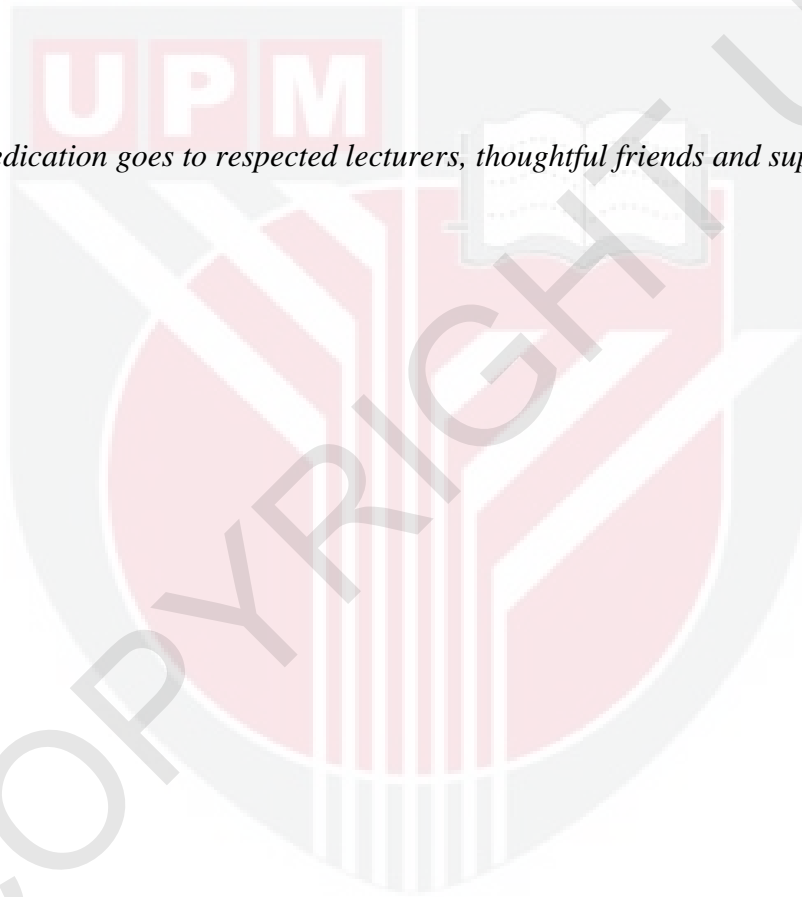 UPM
edication goes to respected lecturers, thoughtful friends and sup
COPYRIGHT U